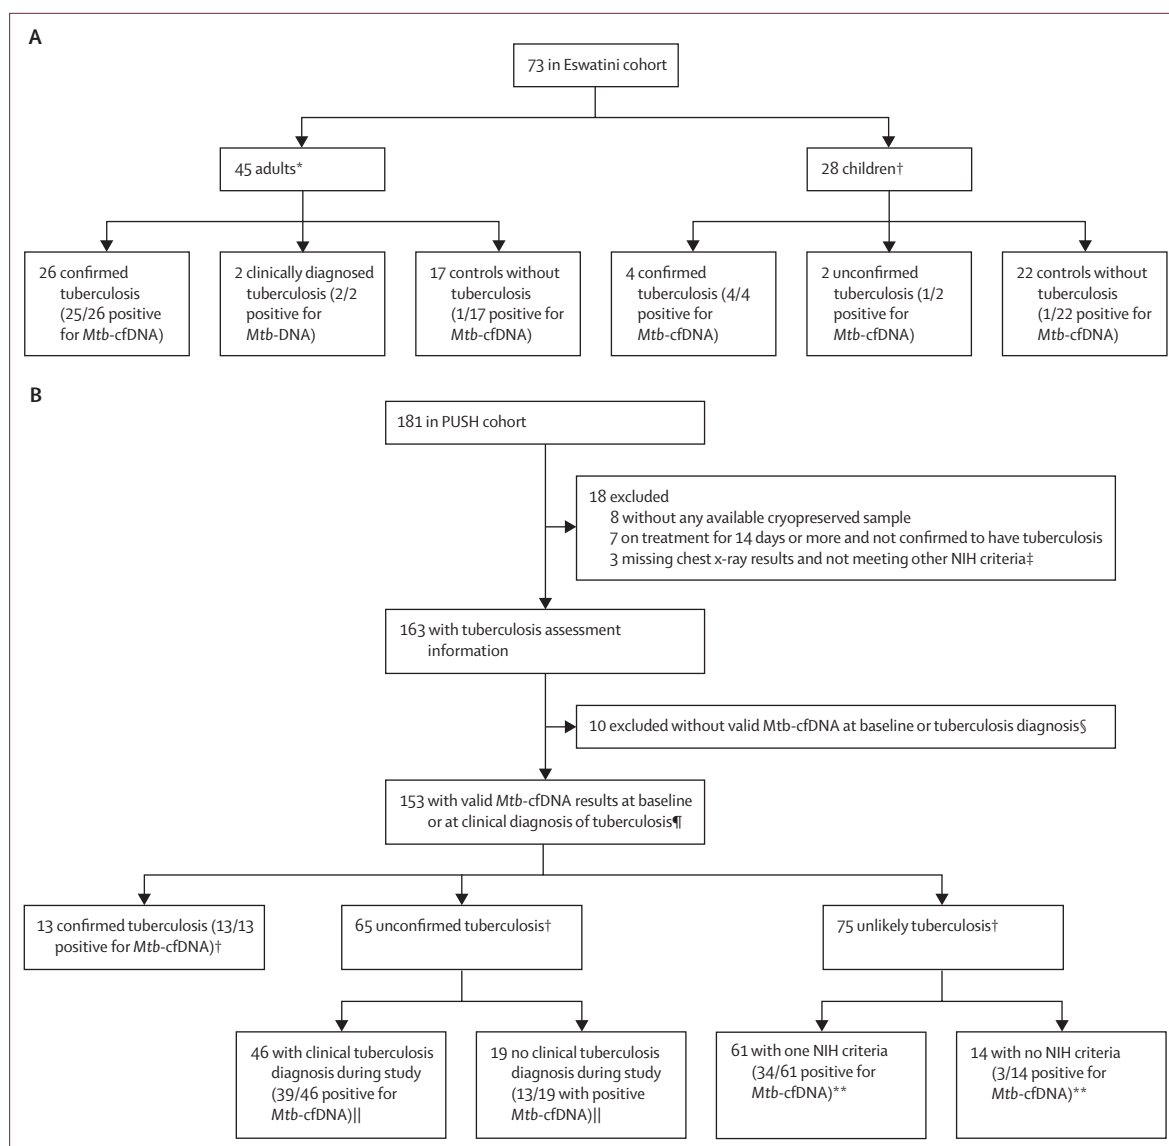 A
73 in Eswatini cohort
45 adults*
28 children†
26 confirmed
tuberculosis
(25/26 positive
for Mtb-cfDNA)
2 clinically diagnosed
tuberculosis (2/2
positive for
Mtb-DNA)
17 controls without
tuberculosis
(1/17 positive for
Mtb-cfDNA)
4 confirmed
tuberculosis (4/4
positive for
Mtb-cfDNA)
2 unconfirmed
tuberculosis (1/2
positive for
Mtb-cfDNA)
22 controls without
tuberculosis
(1/22 positive for
Mtb-cfDNA)
B
181 in PUSH cohort
18 excluded
8 without any available cryopreserved sample
7 on treatment for 14 days or more and not confirmed to have tuberculosis
3 missing chest x-ray results and not meeting other NIH criteria‡
163 with tuberculosis assessment
information
10 excluded without valid Mtb-cfDNA at baseline or tuberculosis diagnosis§
153 with valid Mtb-cfDNA results at baseline
or at clinical diagnosis of tuberculosis¶
13 confirmed tuberculosis (13/13
positive for Mtb-cfDNA)†
65 unconfirmed tuberculosis†
75 unlikely tuberculosis†
46 with clinical tuberculosis
diagnosis during study
(39/46 positive for
Mtb-cfDNA)||
19 no clinical tuberculosis
diagnosis during study
(13/19 with positive
Mtb-cfDNA)||
61 with one NIH criteria
(34/61 positive for
Mtb-cfDNA)**
14 with no NIH criteria
(3/14 positive for
Mtb-cfDNA)**